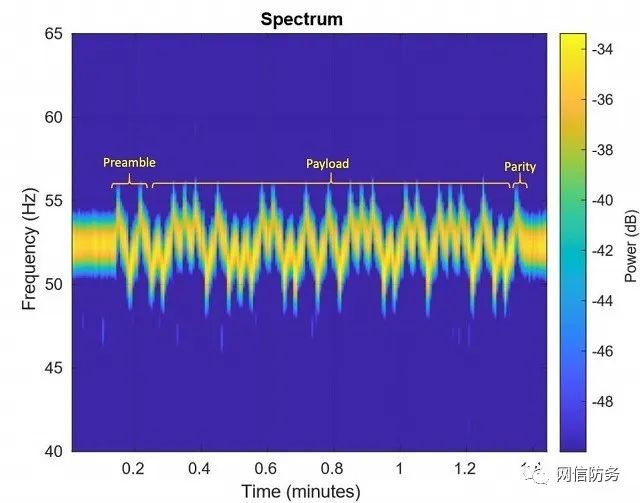 Spectrum
65
60
55
50
45
40
Frequency (Hz)
Preamble
Payload
Parity
0.2
0.4
0.6
0.8
1
1.2
1.4
Time (minutes)
-34
-36
-38
-40
-42
-44
-46
-48
Power (dB)
网信防务